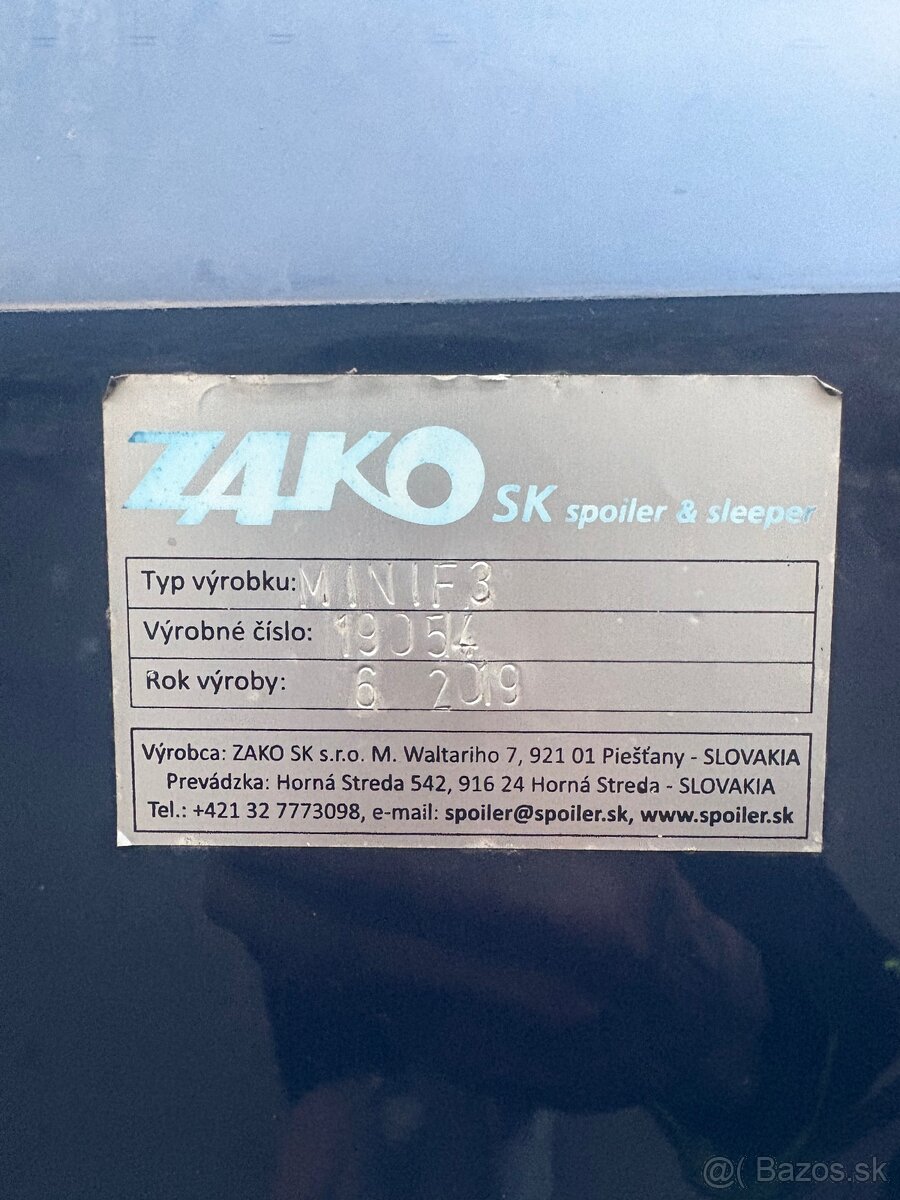 ZAKO SK spoiler & sleeper
Typ výrobku: MINIF3
Výrobné číslo: 19054
Rok výroby: 6 2019
Výrobca: ZAKO SK s.r.o. M. Waltariho 7, 921 01 Piešťany - SLOVAKIA
Prevádzka: Horná Streda 542, 916 24 Horná Streda - SLOVAKIA
Tel.: +421 32 7773098, e-mail: spoiler@spoiler.sk, www.spoiler.sk
@( Bazos.sk